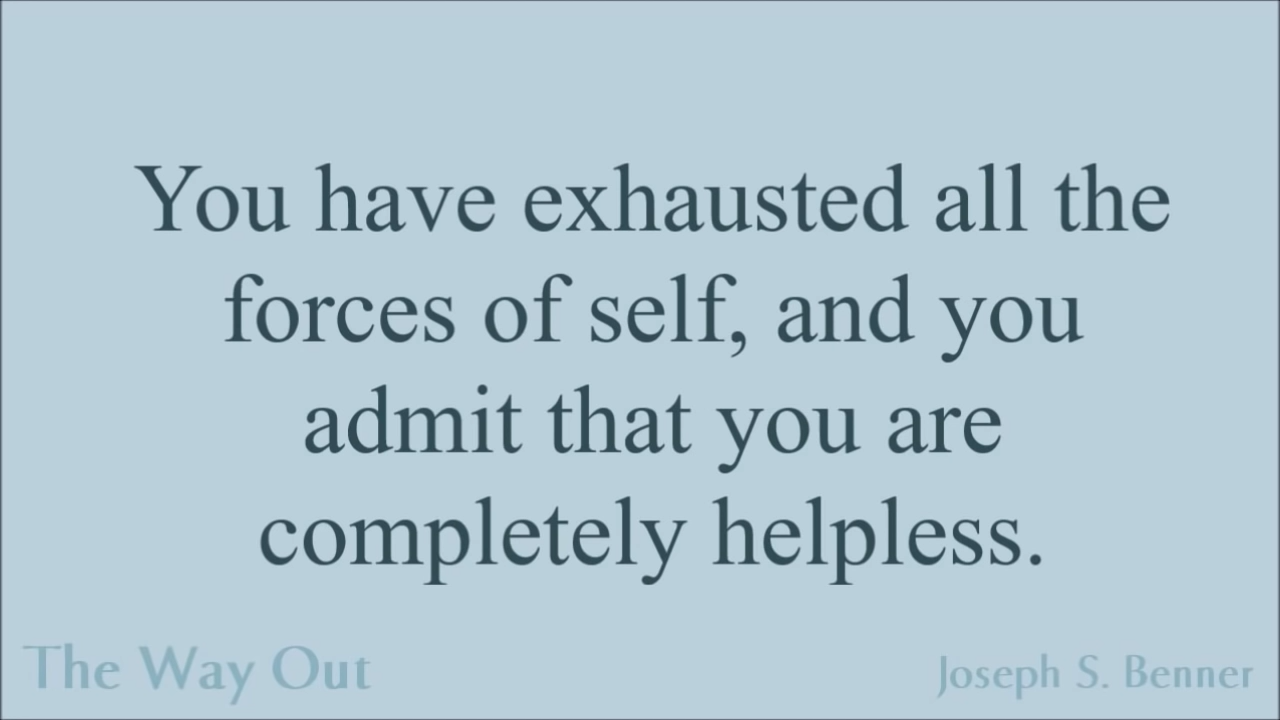 You have exhausted all the
forces of self, and you
admit that you are
completely helpless.
The Way Out
Joseph S. Benner